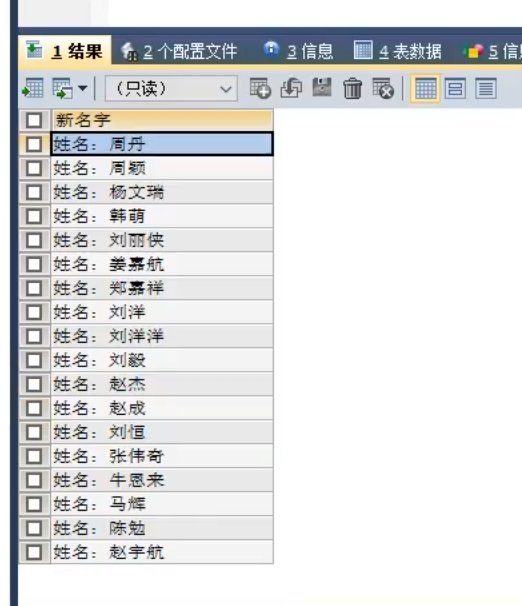 1 结果 2 个配置文件 3 信息 4 表数据 5 信
（只读）
新名字
姓名：周丹
姓名：周颖
姓名：杨文瑞
姓名：韩萌
姓名：刘丽侠
姓名：姜嘉航
姓名：郑嘉祥
姓名：刘洋
姓名：刘洋洋
姓名：刘毅
姓名：赵杰
姓名：赵成
姓名：刘恒
姓名：张伟奇
姓名：牛恩来
姓名：马辉
姓名：陈勉
姓名：赵宇航